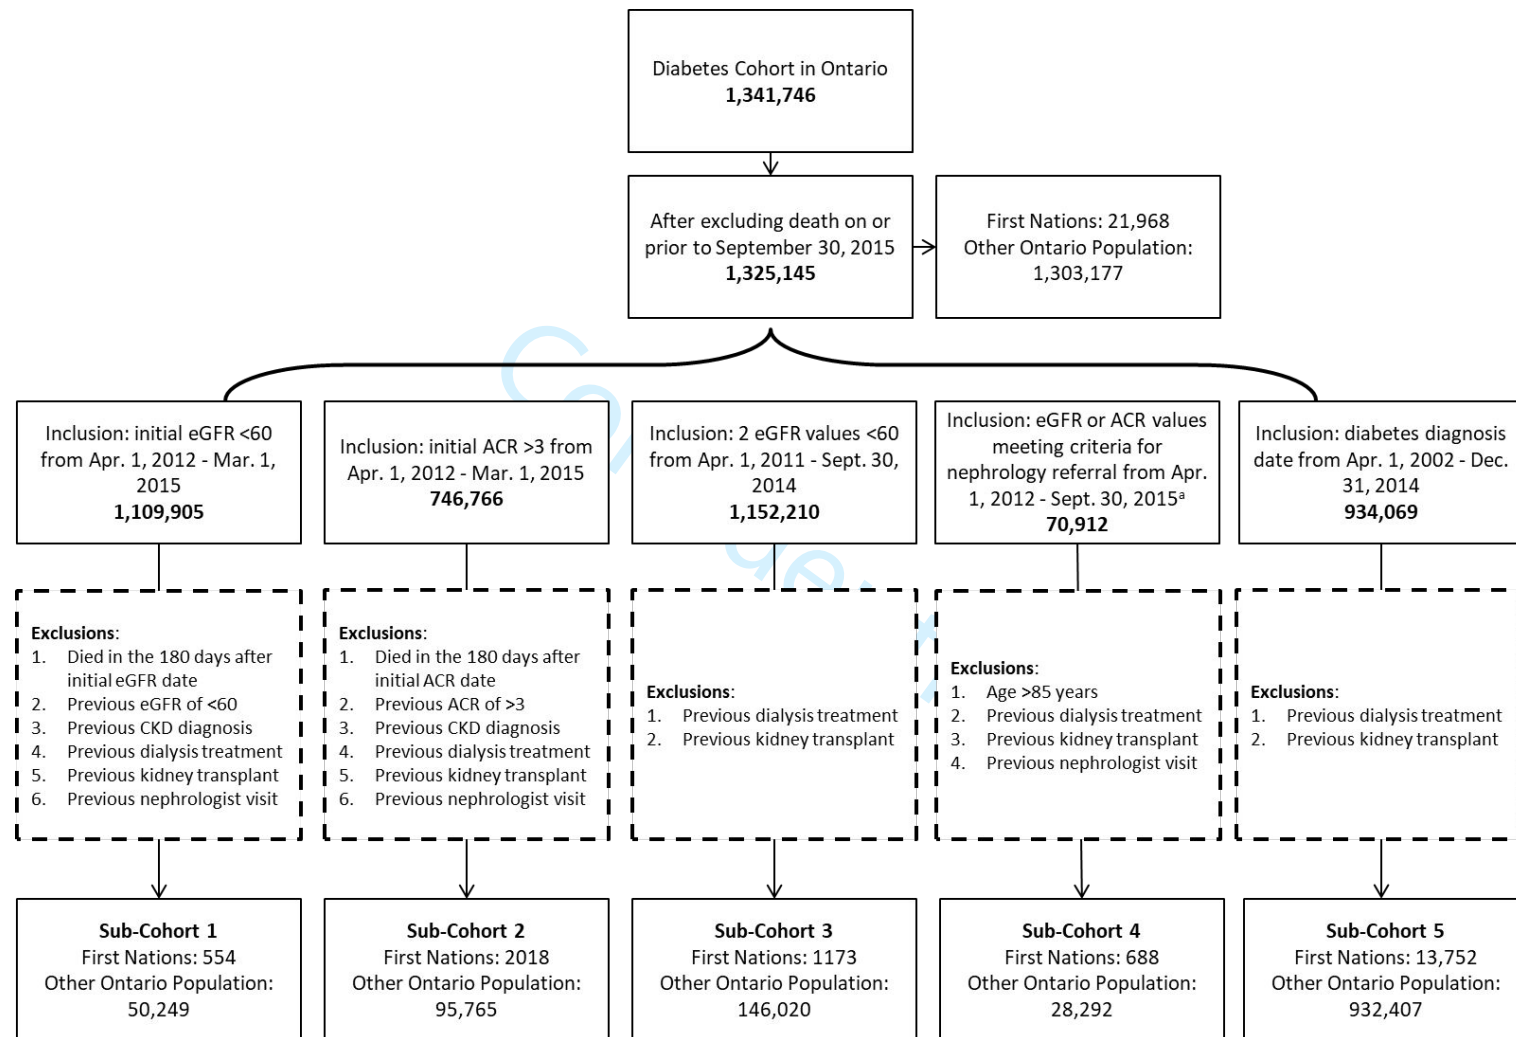 Diabetes Cohort in Ontario
1,341,746
After excluding death on or
prior to September 30, 2015
1,325,145
First Nations: 21,968
Other Ontario Population:
1,303,177
Inclusion: initial eGFR <60
from Apr. 1, 2012 - Mar. 1,
2015
1,109,905
Inclusion: initial ACR >3 from
Apr. 1, 2012 - Mar. 1, 2015
746,766
Inclusion: 2 eGFR values <60
from Apr. 1, 2011 - Sept. 30,
2014
1,152,210
Inclusion: eGFR or ACR values
meeting criteria for
nephrology referral from Apr.
1, 2012 - Sept. 30, 2015ᵃ
70,912
Inclusion: diabetes diagnosis
date from Apr. 1, 2002 - Dec.
31, 2014
934,069
Exclusions:
1. Died in the 180 days after
initial eGFR date
2. Previous eGFR of <60
3. Previous CKD diagnosis
4. Previous dialysis treatment
5. Previous kidney transplant
6. Previous nephrologist visit
Exclusions:
1. Died in the 180 days after
initial ACR date
2. Previous ACR of >3
3. Previous CKD diagnosis
4. Previous dialysis treatment
5. Previous kidney transplant
6. Previous nephrologist visit
Exclusions:
1. Previous dialysis treatment
2. Previous kidney transplant
Exclusions:
1. Age >85 years
2. Previous dialysis treatment
3. Previous kidney transplant
4. Previous nephrologist visit
Exclusions:
1. Previous dialysis treatment
2. Previous kidney transplant
Sub-Cohort 1
First Nations: 554
Other Ontario Population:
50,249
Sub-Cohort 2
First Nations: 2018
Other Ontario Population:
95,765
Sub-Cohort 3
First Nations: 1173
Other Ontario Population:
146,020
Sub-Cohort 4
First Nations: 688
Other Ontario Population:
28,292
Sub-Cohort 5
First Nations: 13,752
Other Ontario Population:
932,407